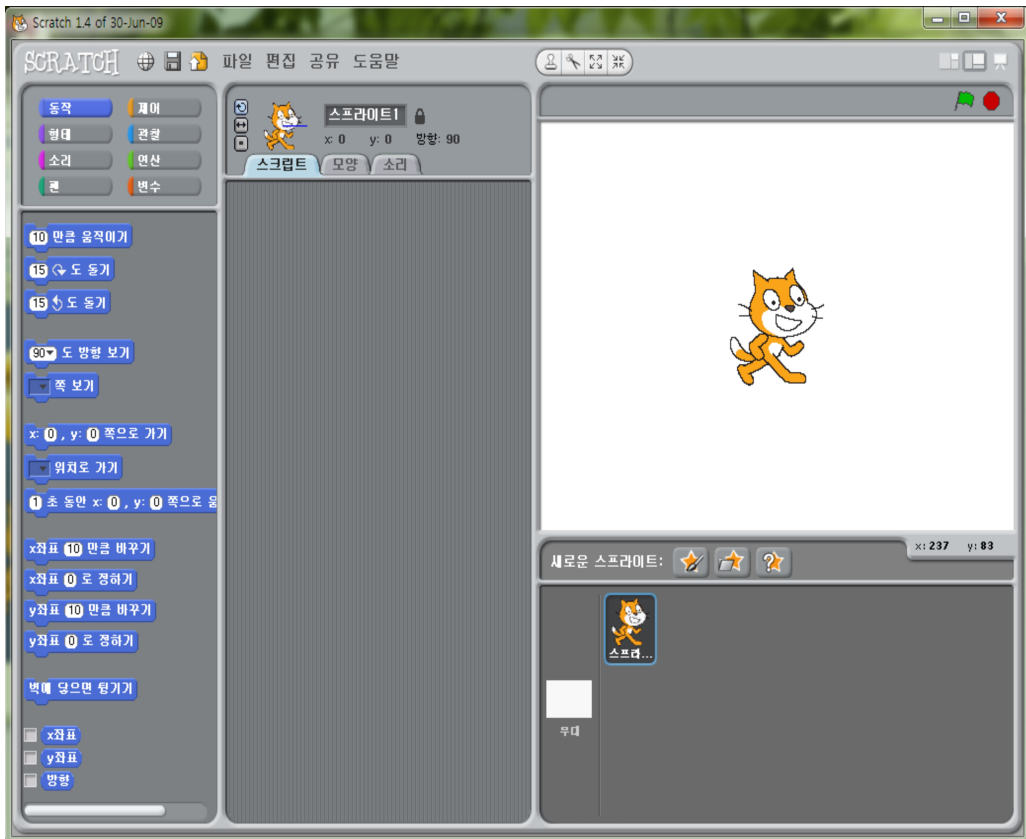 Scratch 1.4 of 30-Jun-09
SCRATCH 파일 편집 공유 도움말
동작 제어
형태 관찰
소리 연산
펜 변수
스프라이트1
x: 0 y: 0 방향: 90
스크립트 모양 소리
10 만큼 움직이기
15 도 돌기
15 도 돌기
90 도 방향 보기
쪽 보기
x: 0 , y: 0 쪽으로 가기
위치로 가기
1 초 동안 x: 0 , y: 0 쪽으로 움
x좌표 10 만큼 바꾸기
x좌표 0 로 정하기
y좌표 10 만큼 바꾸기
y좌표 0 로 정하기
벽에 닿으면 튕기기
x좌표
y좌표
방향
x: 237 y: 83
새로운 스프라이트:
스프라...
무대